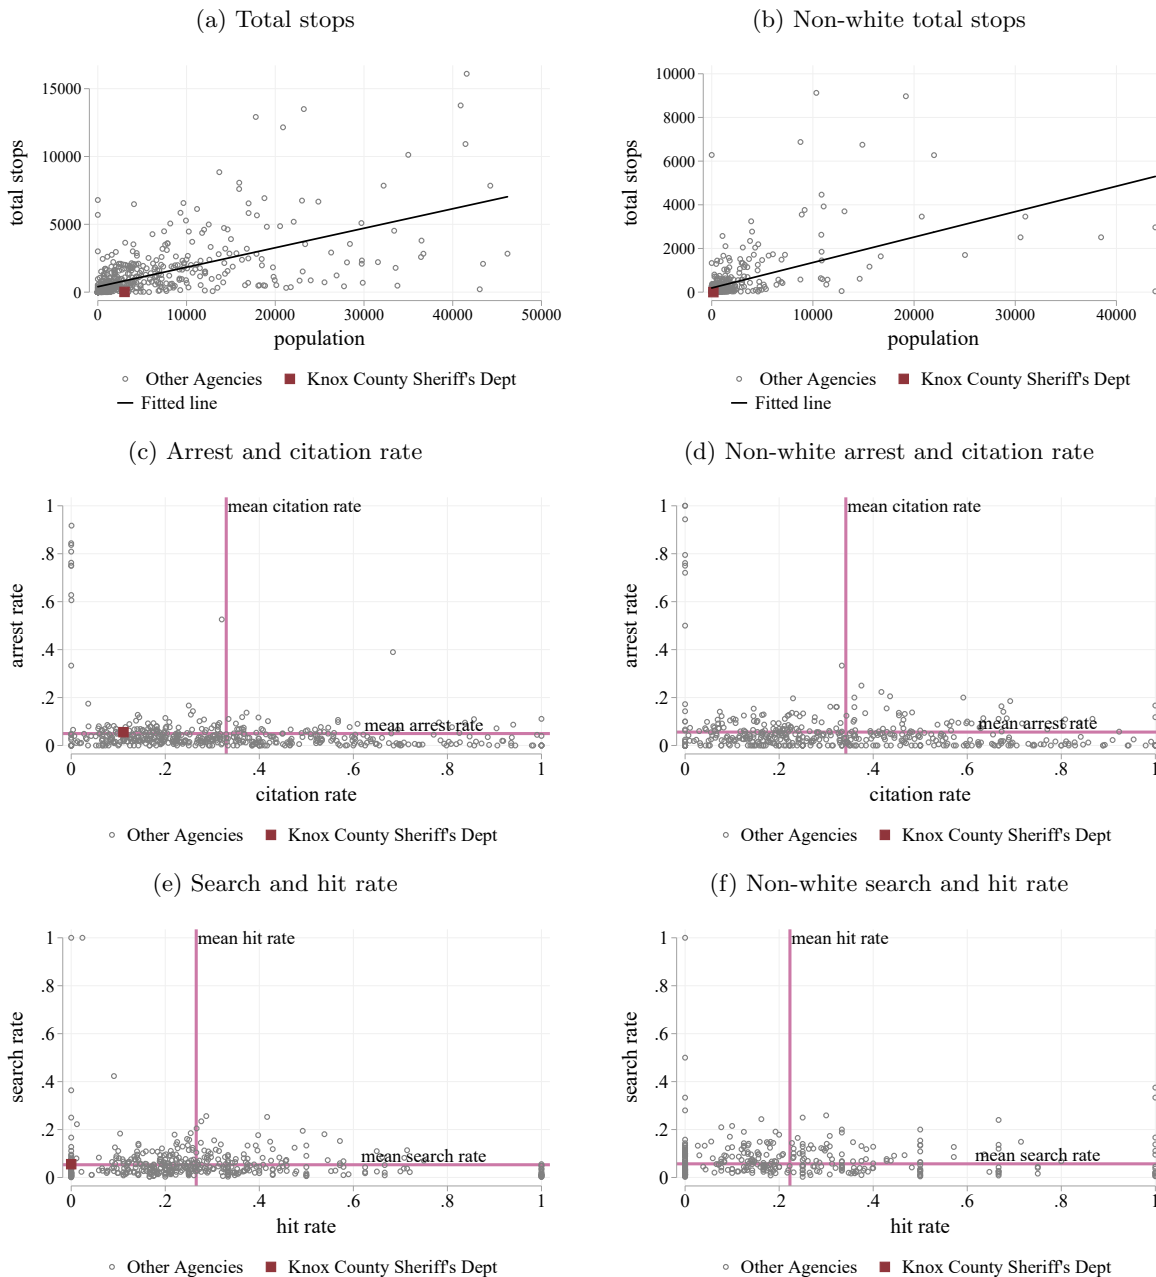 (a) Total stops
(b) Non-white total stops
total stops
15000
10000
5000
0
0
10000
20000
30000
40000
50000
population
Other Agencies
Knox County Sheriff's Dept
Fitted line
total stops
10000
8000
6000
4000
2000
0
0
10000
20000
30000
40000
population
Other Agencies
Knox County Sheriff's Dept
Fitted line
(c) Arrest and citation rate
(d) Non-white arrest and citation rate
arrest rate
1
.8
.6
.4
.2
0
mean citation rate
mean arrest rate
0
.2
.4
.6
.8
1
citation rate
Other Agencies
Knox County Sheriff's Dept
arrest rate
1
.8
.6
.4
.2
0
mean citation rate
mean arrest rate
0
.2
.4
.6
.8
1
citation rate
Other Agencies
Knox County Sheriff's Dept
(e) Search and hit rate
(f) Non-white search and hit rate
search rate
1
.8
.6
.4
.2
0
mean hit rate
mean search rate
0
.2
.4
.6
.8
1
hit rate
Other Agencies
Knox County Sheriff's Dept
search rate
1
.8
.6
.4
.2
0
mean hit rate
mean search rate
0
.2
.4
.6
.8
1
hit rate
Other Agencies
Knox County Sheriff's Dept